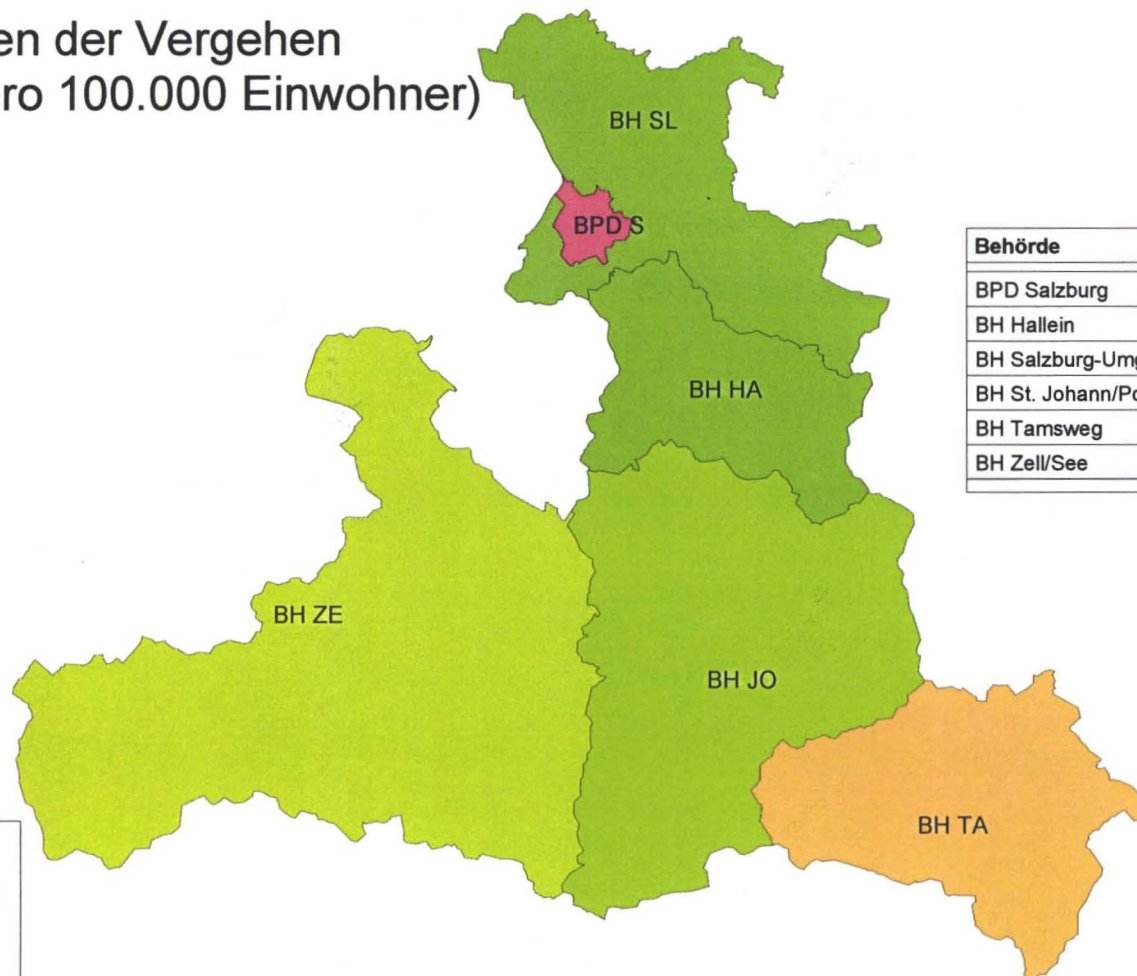 en der Vergehen
ro 100.000 Einwohner)
BH SL
BPD S
BH HA
BH ZE
BH JO
BH TA
Behörde
BPD Salzburg
BH Hallein
BH Salzburg-Umg
BH St. Johann/Po
BH Tamsweg
BH Zell/See